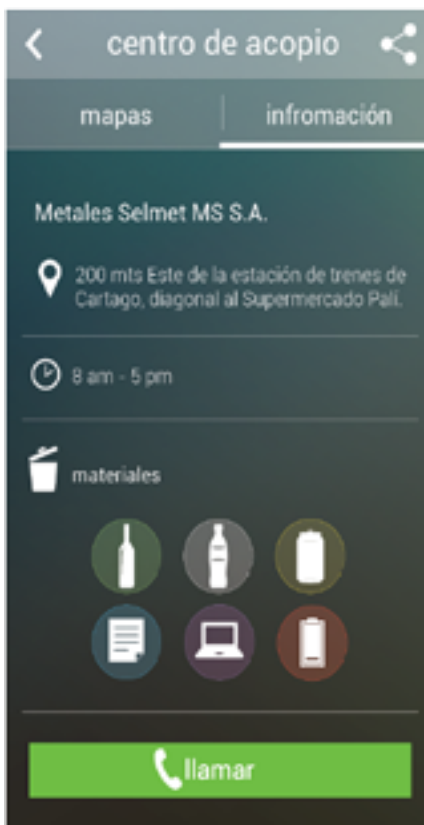 centro de acopio
mapas
infromación
Metales Selmet MS S.A.
200 mts Este de la estación de trenes de
Cartago, diagonal al Supermercado Palí.
8 am - 5 pm
materiales
llamar